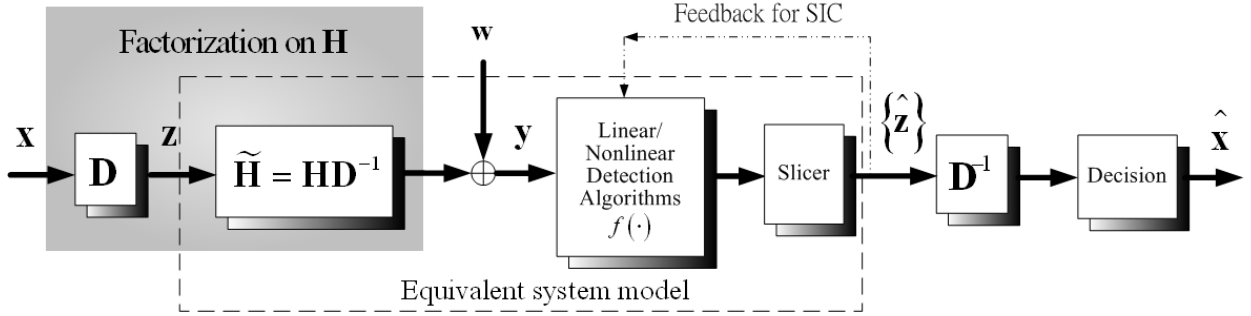 Feedback for SIC
Factorization on H
w
x
D
z
H̃ = HD⁻¹
y
Linear/
Nonlinear
Detection
Algorithms
f(·)
Slicer
{ẑ}
D⁻¹
Decision
x̂
Equivalent system model